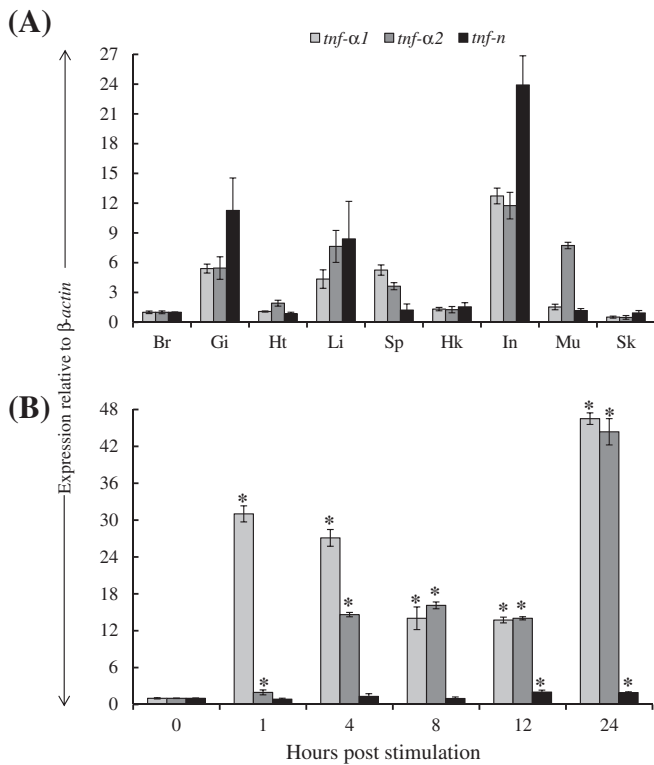 (A)
tnf-α1 tnf-α2 tnf-n
27
24
21
18
15
12
9
6
3
0
Br Gi Ht Li Sp Hk In Mu Sk
Expression relative to β-actin
(B)
48
42
36
30
24
18
12
6
0
* * * * * * * * * * * *
0 1 4 8 12 24
Hours post stimulation